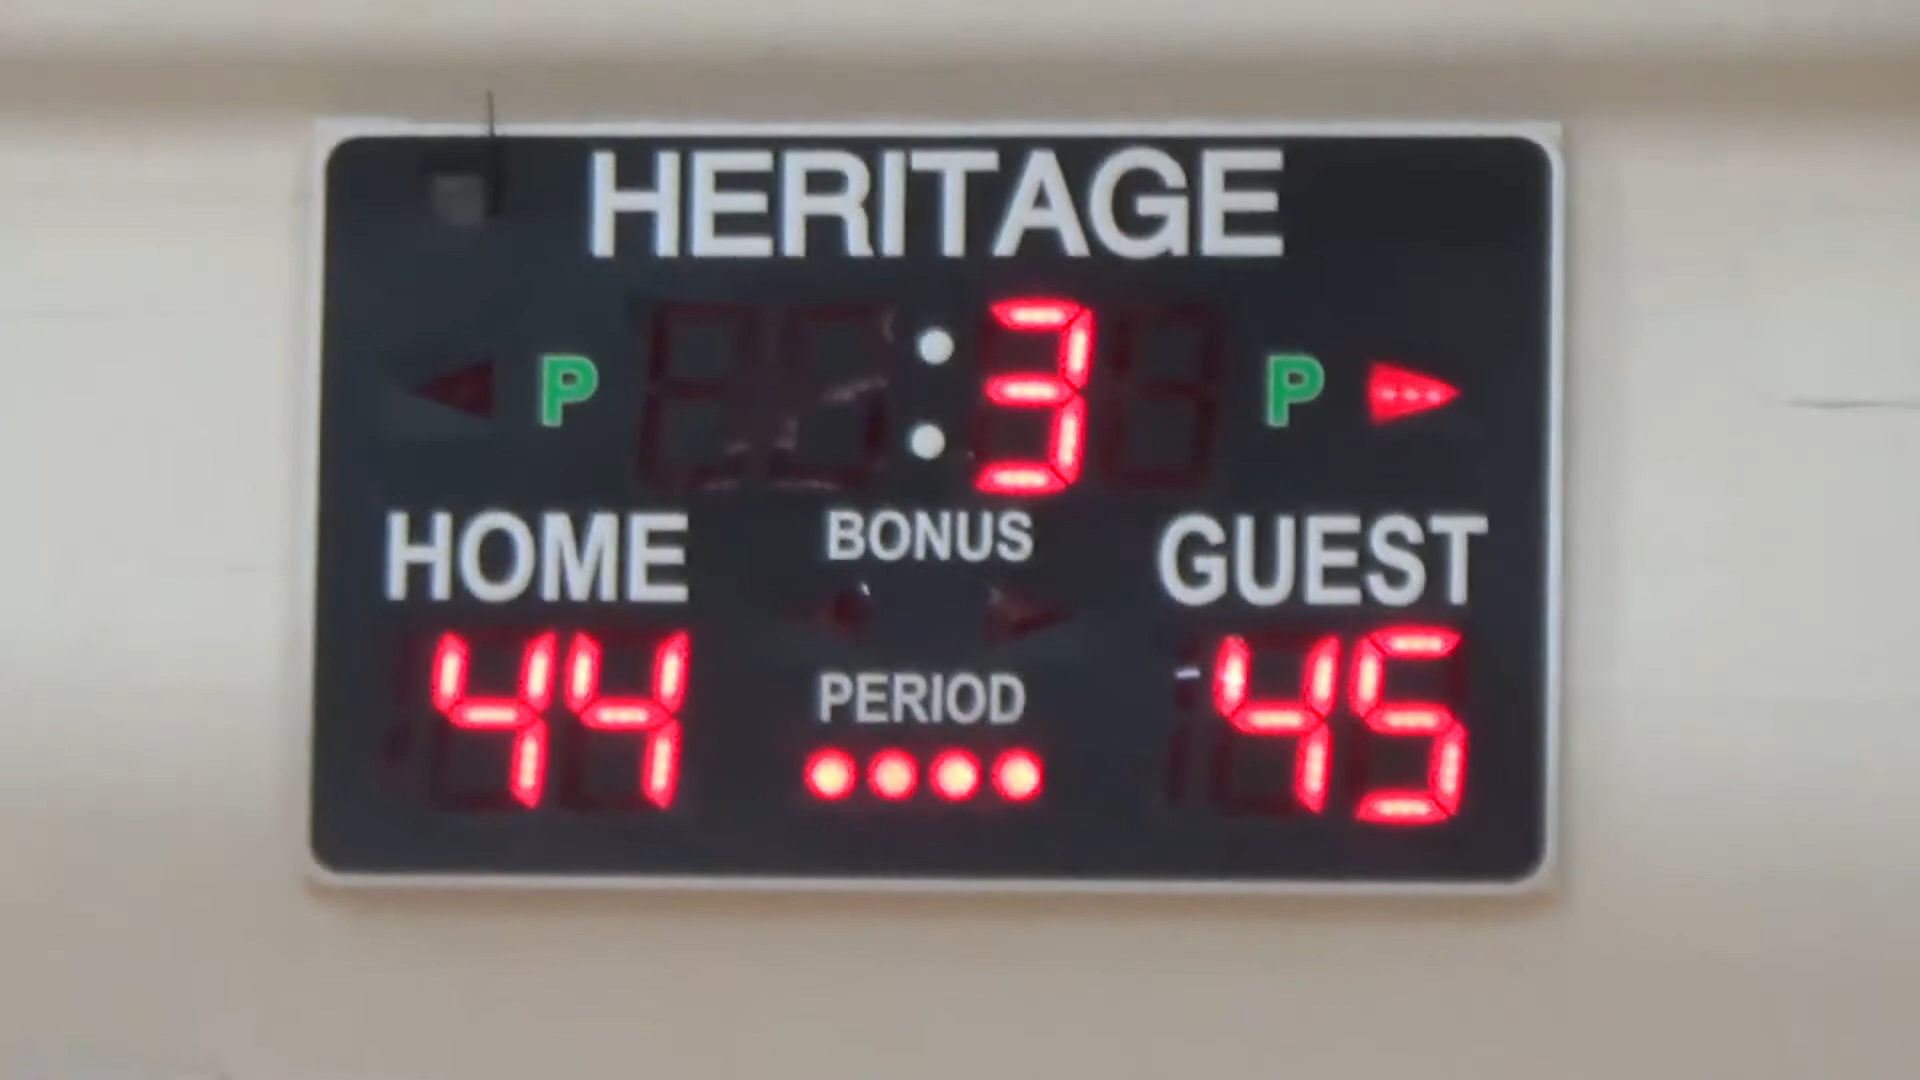 HERITAGE
P :3 P
HOME BONUS GUEST
PERIOD
44 45